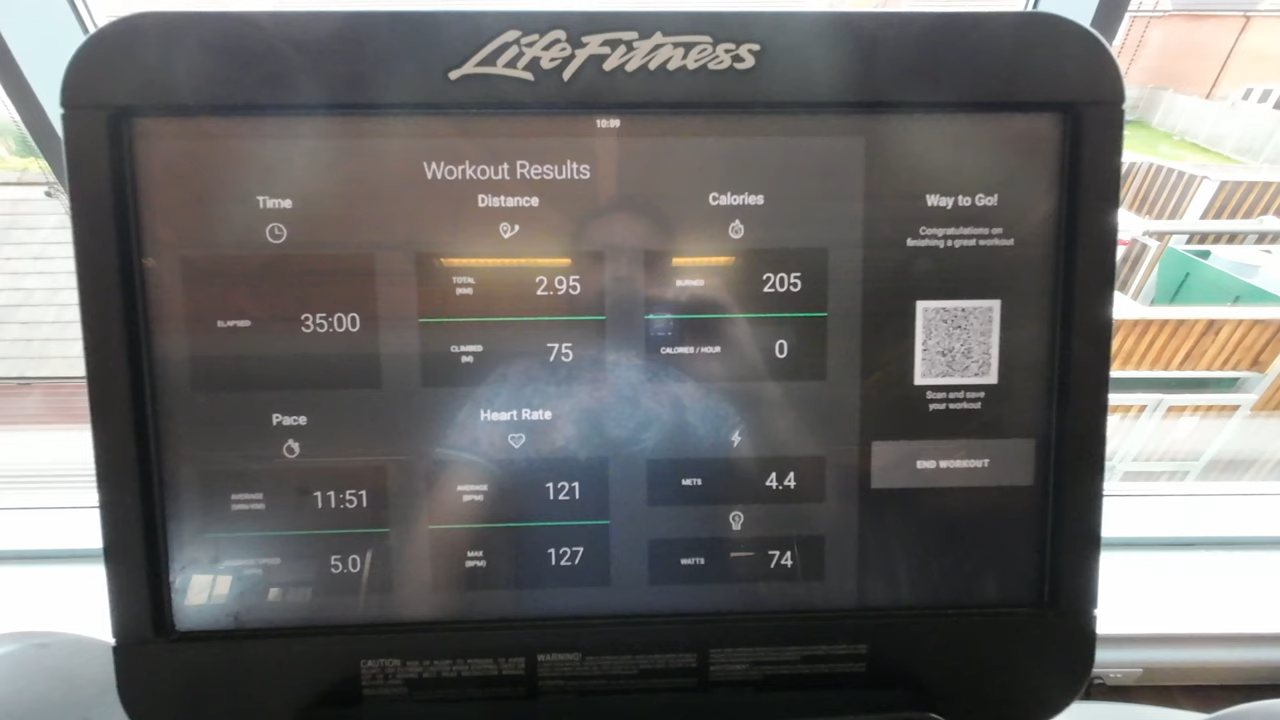 LifeFitness
10:59
Workout Results
Time
Distance
Calories
Way to Go!
Congratulations on
finishing a great workout
ELAPSED
35:00
TOTAL
(KM)
2.95
CLIMBED
(M)
75
BURNED
205
CALORIES / HOUR
0
Scan and save
your workout
END WORKOUT
Pace
Heart Rate
AVERAGE
11:51
5.0
AVERAGE
(BPM)
121
MAX
(BPM)
127
METS
4.4
WATTS
74
CAUTION
WARNING!